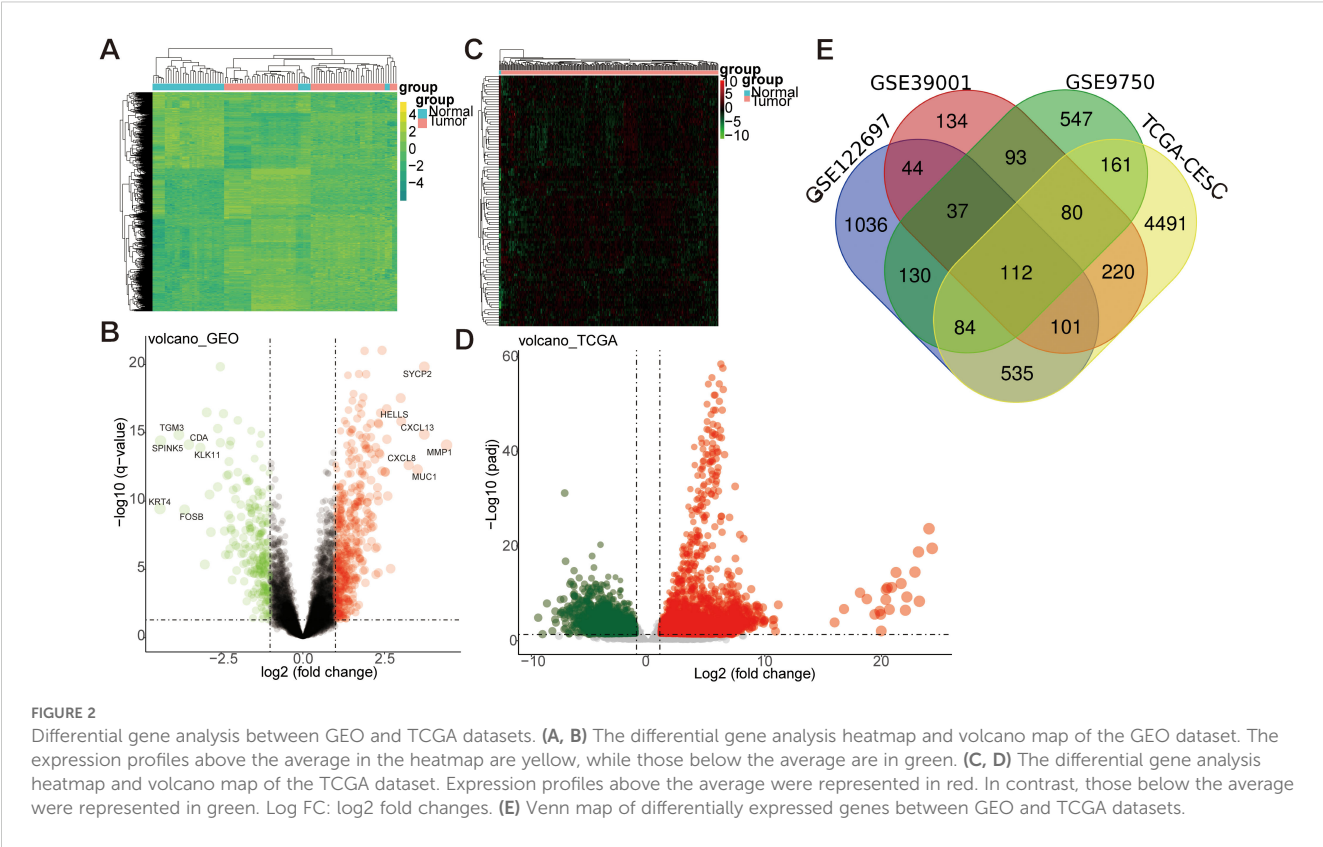 A
group
group
Normal
Tumor
4
2
0
−2
−4
B
volcano_GEO
−log10 (q−value)
20
15
10
5
0
SYCP2
HELLS
CXCL13
MMP1
CXCL8
MUC1
TGM3
CDA
SPINK5
KLK11
KRT4
FOSB
−2.5
0.0
2.5
log2 (fold change)
C
group
group
Normal
Tumor
10
5
0
−5
−10
D
volcano_TCGA
−Log10 (padj)
60
40
20
0
−10
0
10
20
Log2 (fold change)
E
GSE39001
GSE9750
GSE122697
TCGA-CESC
134
547
44
93
161
1036
37
80
4491
130
112
220
84
101
535
FIGURE 2
Differential gene analysis between GEO and TCGA datasets. (A, B) The differential gene analysis heatmap and volcano map of the GEO dataset. The
expression profiles above the average in the heatmap are yellow, while those below the average are in green. (C, D) The differential gene analysis
heatmap and volcano map of the TCGA dataset. Expression profiles above the average were represented in red. In contrast, those below the average
were represented in green. Log FC: log2 fold changes. (E) Venn map of differentially expressed genes between GEO and TCGA datasets.